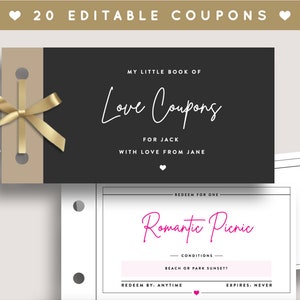 20 EDITABLE COUPONS
MY LITTLE BOOK OF
Love Coupons
FOR JACK
WITH LOVE FROM JANE
REDEEM FOR ONE
Romantic Picnic
CONDITIONS
BEACH OR PARK SUNSET?
REDEEM BY: ANYTIME
EXPIRES: NEVER